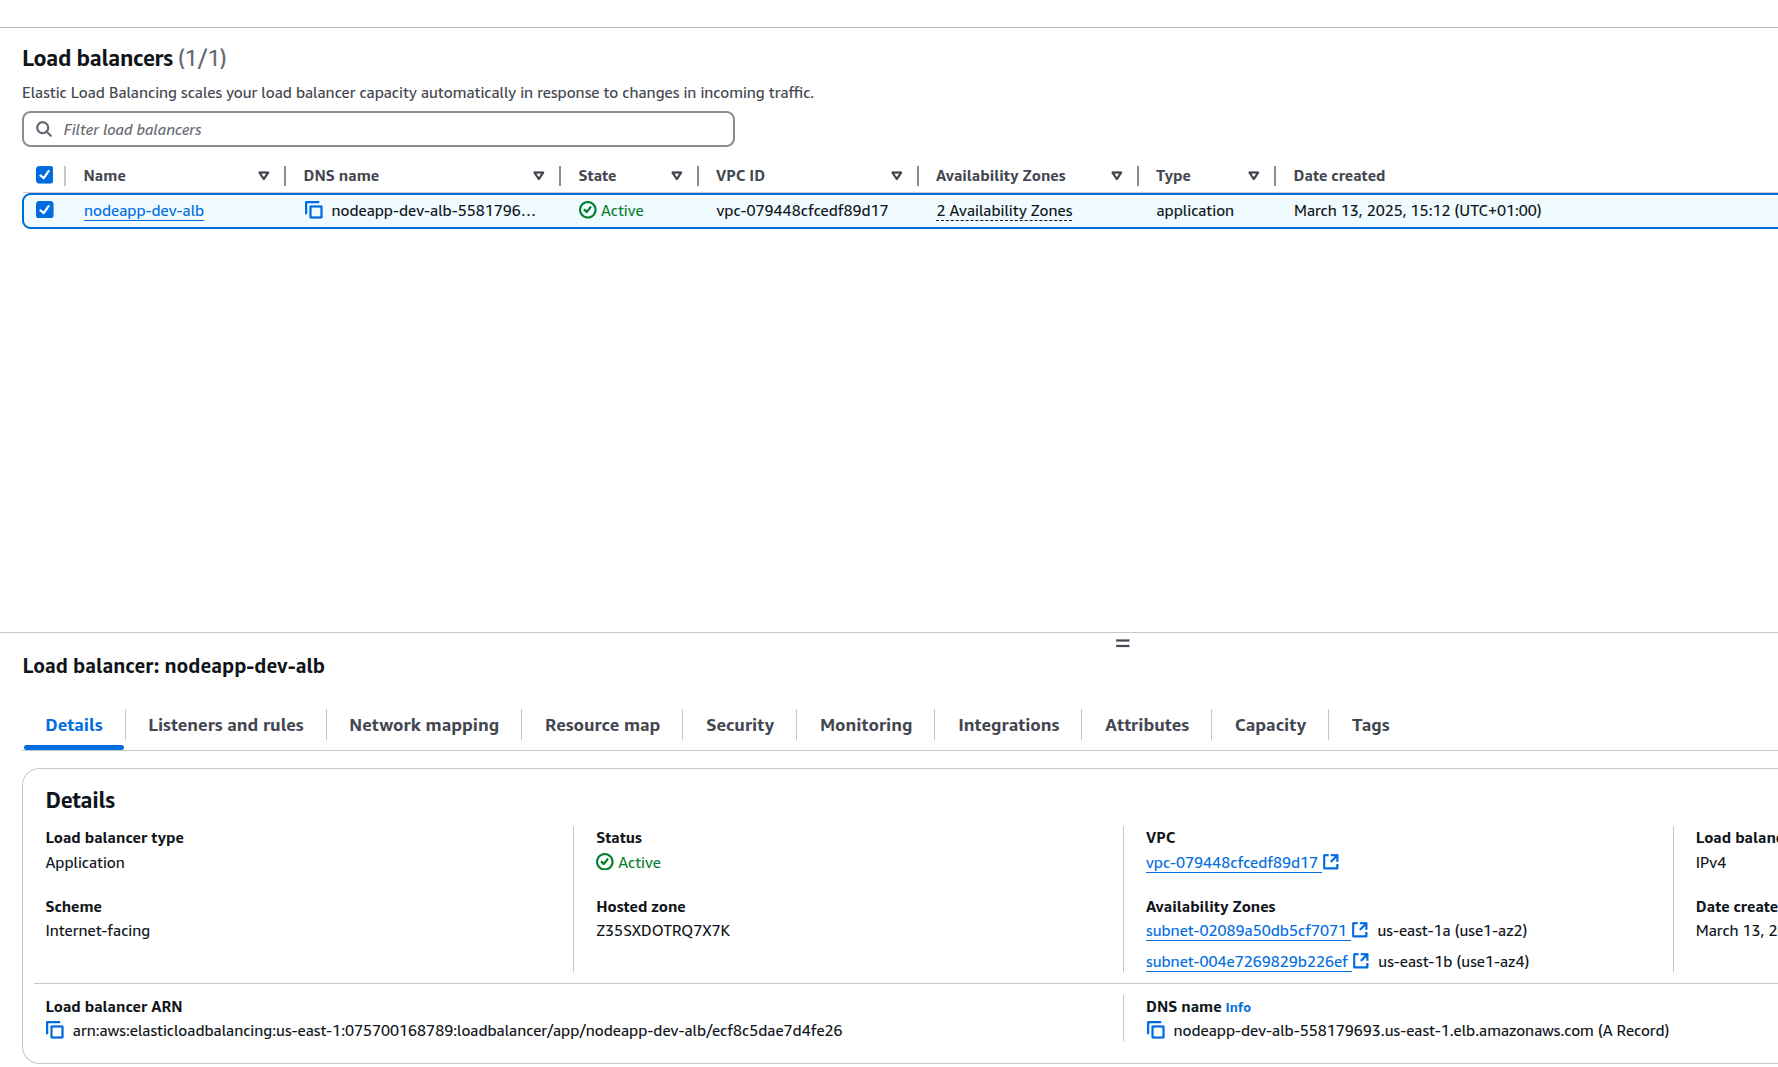 Load balancers (1/1)
Elastic Load Balancing scales your load balancer capacity automatically in response to changes in incoming traffic.
Filter load balancers
Name DNS name State VPC ID Availability Zones Type Date created
nodeapp-dev-alb nodeapp-dev-alb-5581796... Active vpc-079448cfcedf89d17 2 Availability Zones application March 13, 2025, 15:12 (UTC+01:00)
Load balancer: nodeapp-dev-alb
Details Listeners and rules Network mapping Resource map Security Monitoring Integrations Attributes Capacity Tags
Details
Load balancer type Status VPC Load balanc
Application Active vpc-079448cfcedf89d17 IPv4
Scheme Hosted zone Availability Zones Date create
Internet-facing Z35SXDOTRQ7X7K subnet-02089a50db5cf7071 us-east-1a (use1-az2) March 13, 2
subnet-004e7269829b226ef us-east-1b (use1-az4)
Load balancer ARN DNS name Info
arn:aws:elasticloadbalancing:us-east-1:075700168789:loadbalancer/app/nodeapp-dev-alb/ecf8c5dae7d4fe26 nodeapp-dev-alb-558179693.us-east-1.elb.amazonaws.com (A Record)